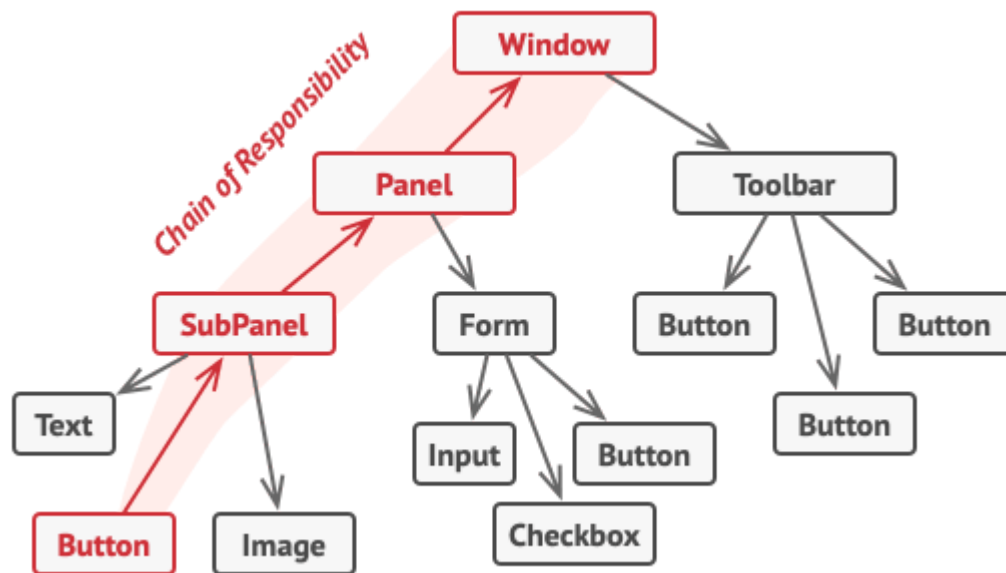 Window
Chain of Responsibility
Panel
Toolbar
SubPanel
Form
Button
Button
Text
Input
Button
Button
Button
Image
Checkbox